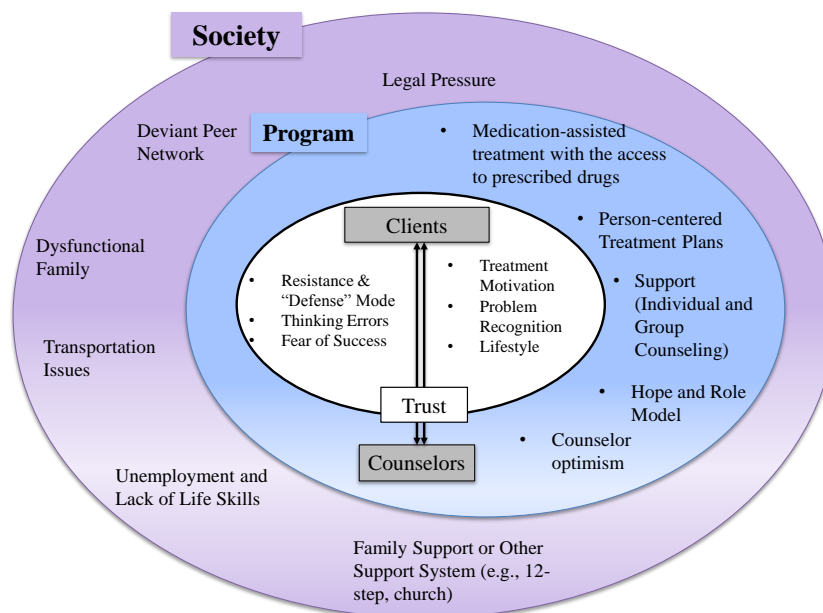 Society
Legal Pressure
Deviant Peer
Network
Program
• Medication-assisted
treatment with the access
to prescribed drugs
Clients
• Person-centered
Treatment Plans
Dysfunctional
Family
• Resistance &
“Defense” Mode
• Thinking Errors
• Fear of Success
• Treatment
Motivation
• Problem
Recognition
• Lifestyle
• Support
(Individual and
Group
Counseling)
Transportation
Issues
Trust
• Hope and Role
Model
Counselors
• Counselor
optimism
Unemployment and
Lack of Life Skills
Family Support or Other
Support System (e.g., 12-
step, church)